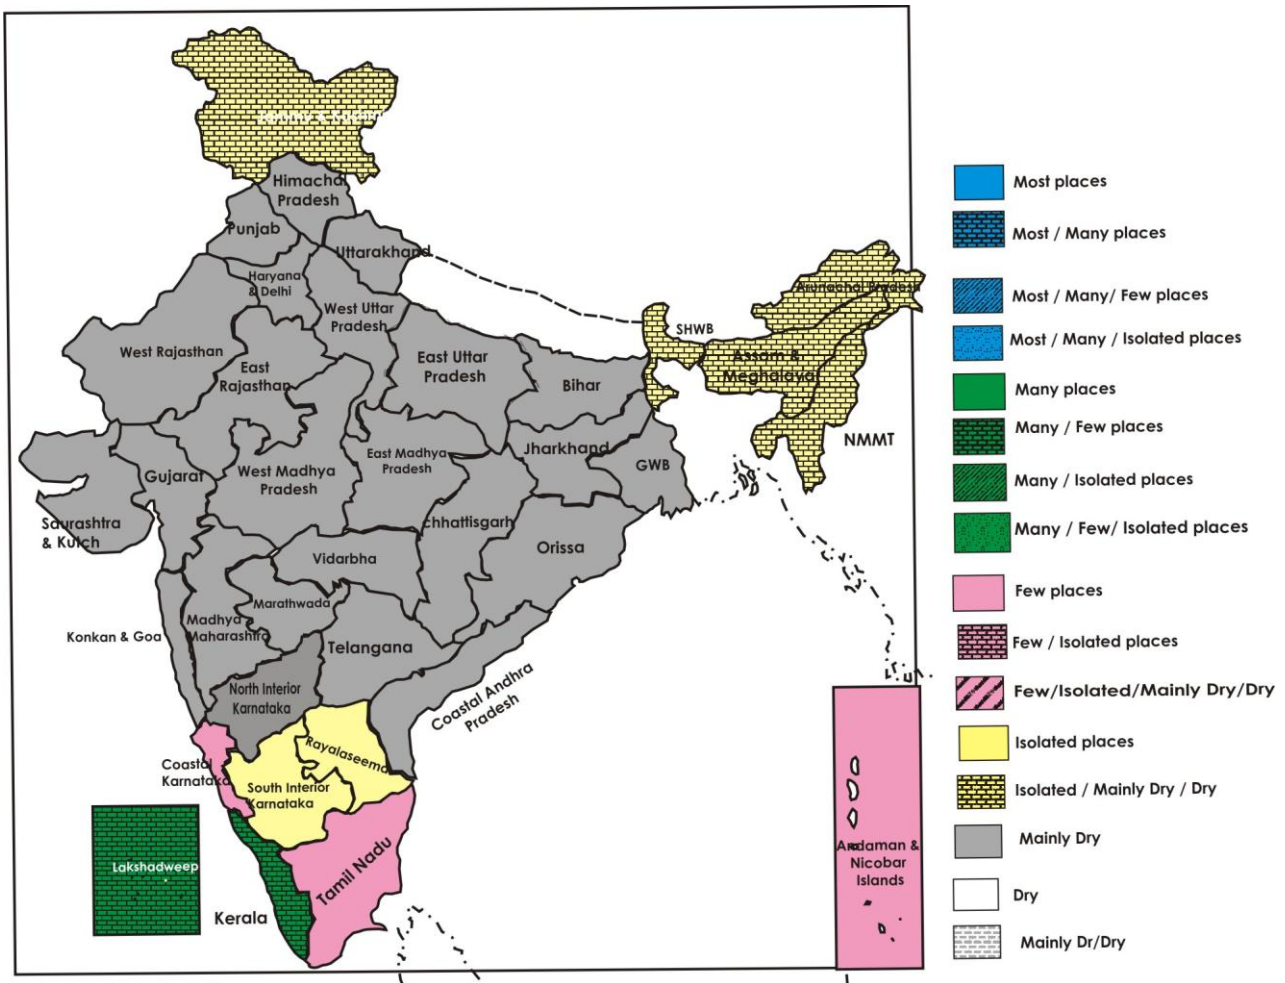 Jammu & Kashmir
Himachal
Pradesh
Punjab
Uttarakhand
Haryana
& Delhi
West Uttar
Pradesh
Arunachal Pradesh
SHWB
West Rajasthan
East
Rajasthan
East Uttar
Pradesh
Bihar
Assam &
Meghalaya
NMMT
Gujarat
West Madhya
Pradesh
East Madhya
Pradesh
Jharkhand
GWB
Saurashtra
& Kutch
chhattisgarh
Orissa
Vidarbha
Marathwada
Madhya
Maharashtra
Konkan & Goa
Telangana
North Interior
Karnataka
Coastal Andhra
Pradesh
Rayalaseema
Coastal
Karnataka
South Interior
Karnataka
Lakshadweep
Kerala
Tamil Nadu
Andaman &
Nicobar
Islands
Most places
Most / Many places
Most / Many/ Few places
Most / Many / Isolated places
Many places
Many / Few places
Many / Isolated places
Many / Few/ Isolated places
Few places
Few / Isolated places
Few/Isolated/Mainly Dry/Dry
Isolated places
Isolated / Mainly Dry / Dry
Mainly Dry
Dry
Mainly Dr/Dry